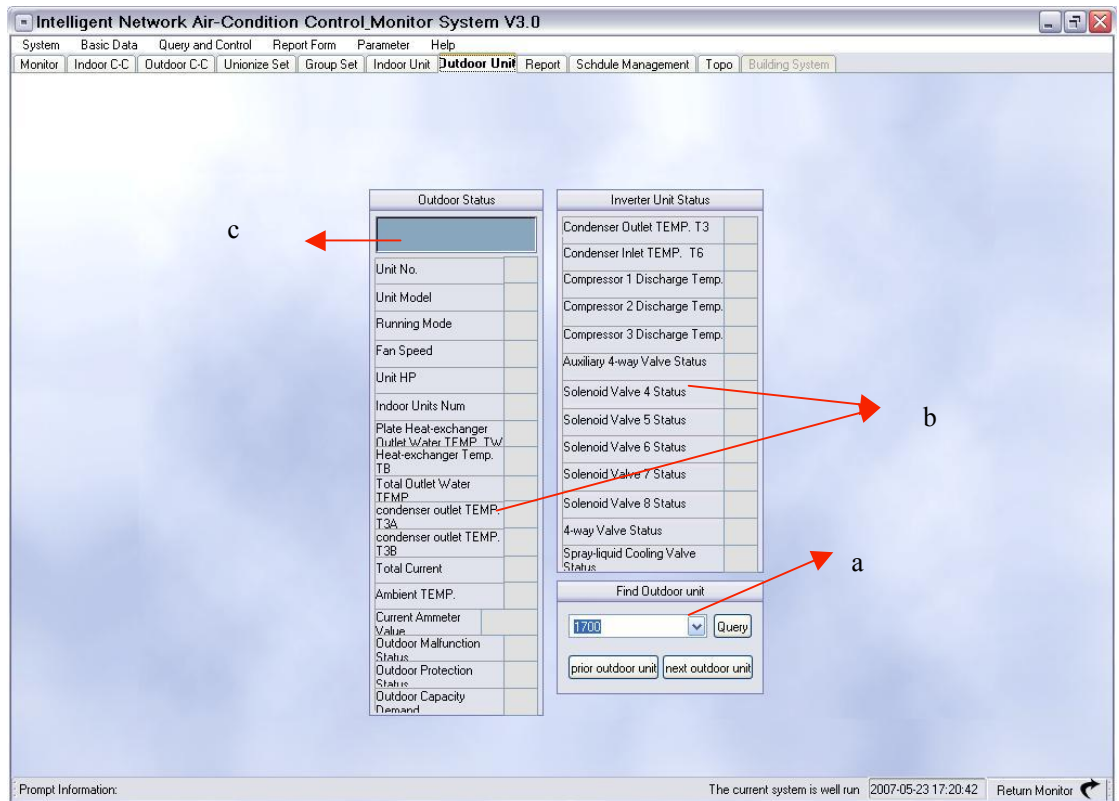 Intelligent Network Air-Condition Control_Monitor System V3.0
System Basic Data Query and Control Report Form Parameter Help
Monitor Indoor C-C Outdoor C-C Unionize Set Group Set Indoor Unit Outdoor Unit Report Schdule Management Topo Building System
Outdoor Status
c
Unit No.
Unit Model
Running Mode
Fan Speed
Unit HP
Indoor Units Num
Plate Heat-exchanger
Outlet Water TEMP. TW
Heat-exchanger Temp.
TB
Total Outlet Water
TEMP
condenser outlet TEMP.
T3A
condenser outlet TEMP.
T3B
Total Current
Ambient TEMP.
Current Ammeter
Value
Outdoor Malfunction
Status
Outdoor Protection
Status
Outdoor Capacity
Demand
Inverter Unit Status
Condenser Outlet TEMP. T3
Condenser Inlet TEMP. T6
Compressor 1 Discharge Temp.
Compressor 2 Discharge Temp.
Compressor 3 Discharge Temp.
Auxiliary 4-way Valve Status
Solenoid Valve 4 Status
Solenoid Valve 5 Status
Solenoid Valve 6 Status
Solenoid Valve 7 Status
Solenoid Valve 8 Status
4-way Valve Status
Spray-liquid Cooling Valve
Status
b
a
Find Outdoor unit
1700 Query
prior outdoor unit next outdoor unit
Prompt Information: The current system is well run 2007-05-23 17:20:42 Return Monitor